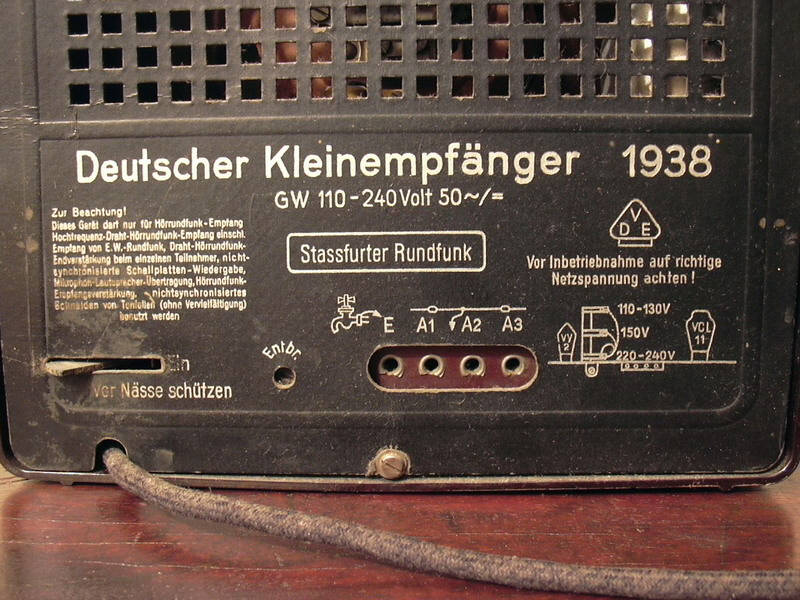 Deutscher Kleinempfänger 1938
GW 110-240Volt 50~/=
Zur Beachtung!
Dieses Gerät darf nur für Hörrundfunk-Empfang
Hochfrequenz-Draht-Hörrundfunk-Empfang einschl.
Empfang von E.W.-Rundfunk, Draht-Hörrundfunk-
Endverstärkung beim einzelnen Teilnehmer, nicht-
synchronisierte Schallplatten-Wiedergabe,
Mikrophon-Lautsprecher-Übertragung, Hörrundfunk-
Empfangsverstärkung, nichtsynchronisiertes
Schneiden von Tonfolien (ohne Vervielfältigung)
benutzt werden
Stassfurter Rundfunk
VDE
Vor Inbetriebnahme auf richtige
Netzspannung achten!
E A1 A2 A3
110-130V
150V
220-240V
VY
2
VCL
11
Entbr.
Ein
Vor Nässe schützen